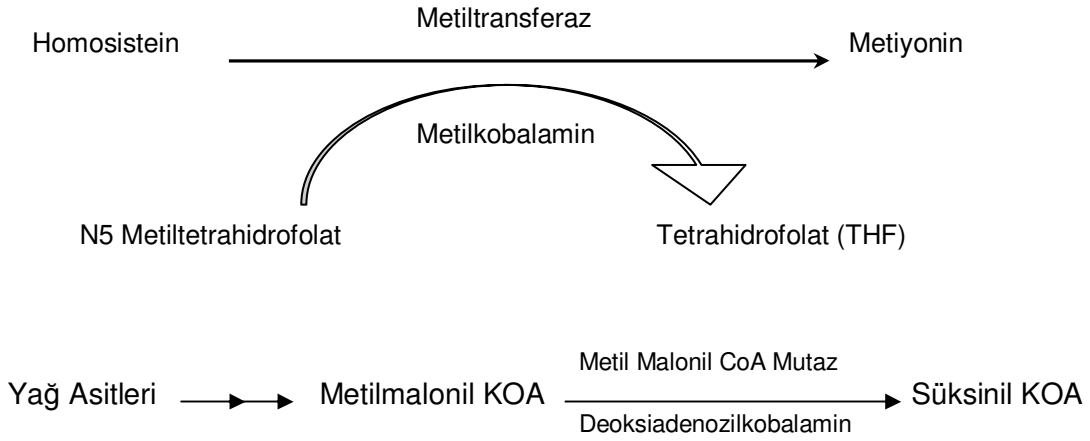 Metiltransferaz
Homosistein Metiyonin
Metilkobalamin
N5 Metiltetrahidrofolat Tetrahidrofolat (THF)
Metil Malonil CoA Mutaz
Yağ Asitleri Metilmalonil KOA Süksinil KOA
Deoksiadenozilkobalamin